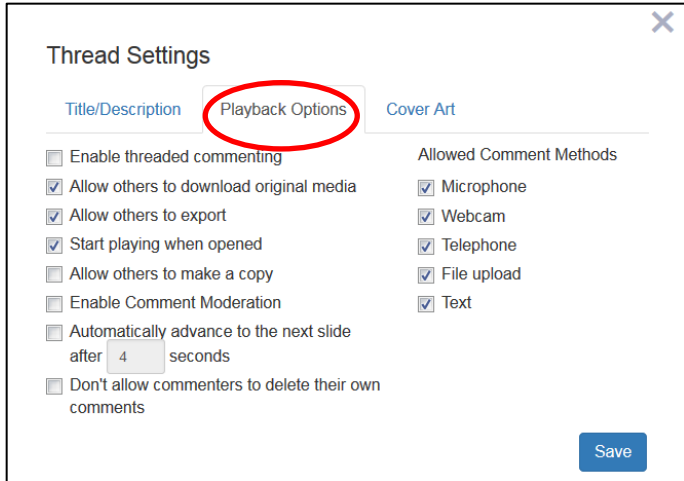 Thread Settings
Title/Description
Playback Options
Cover Art
Enable threaded commenting
Allow others to download original media
Allow others to export
Start playing when opened
Allow others to make a copy
Enable Comment Moderation
Automatically advance to the next slide
after 4 seconds
Don't allow commenters to delete their own
comments
Allowed Comment Methods
Microphone
Webcam
Telephone
File upload
Text
Save